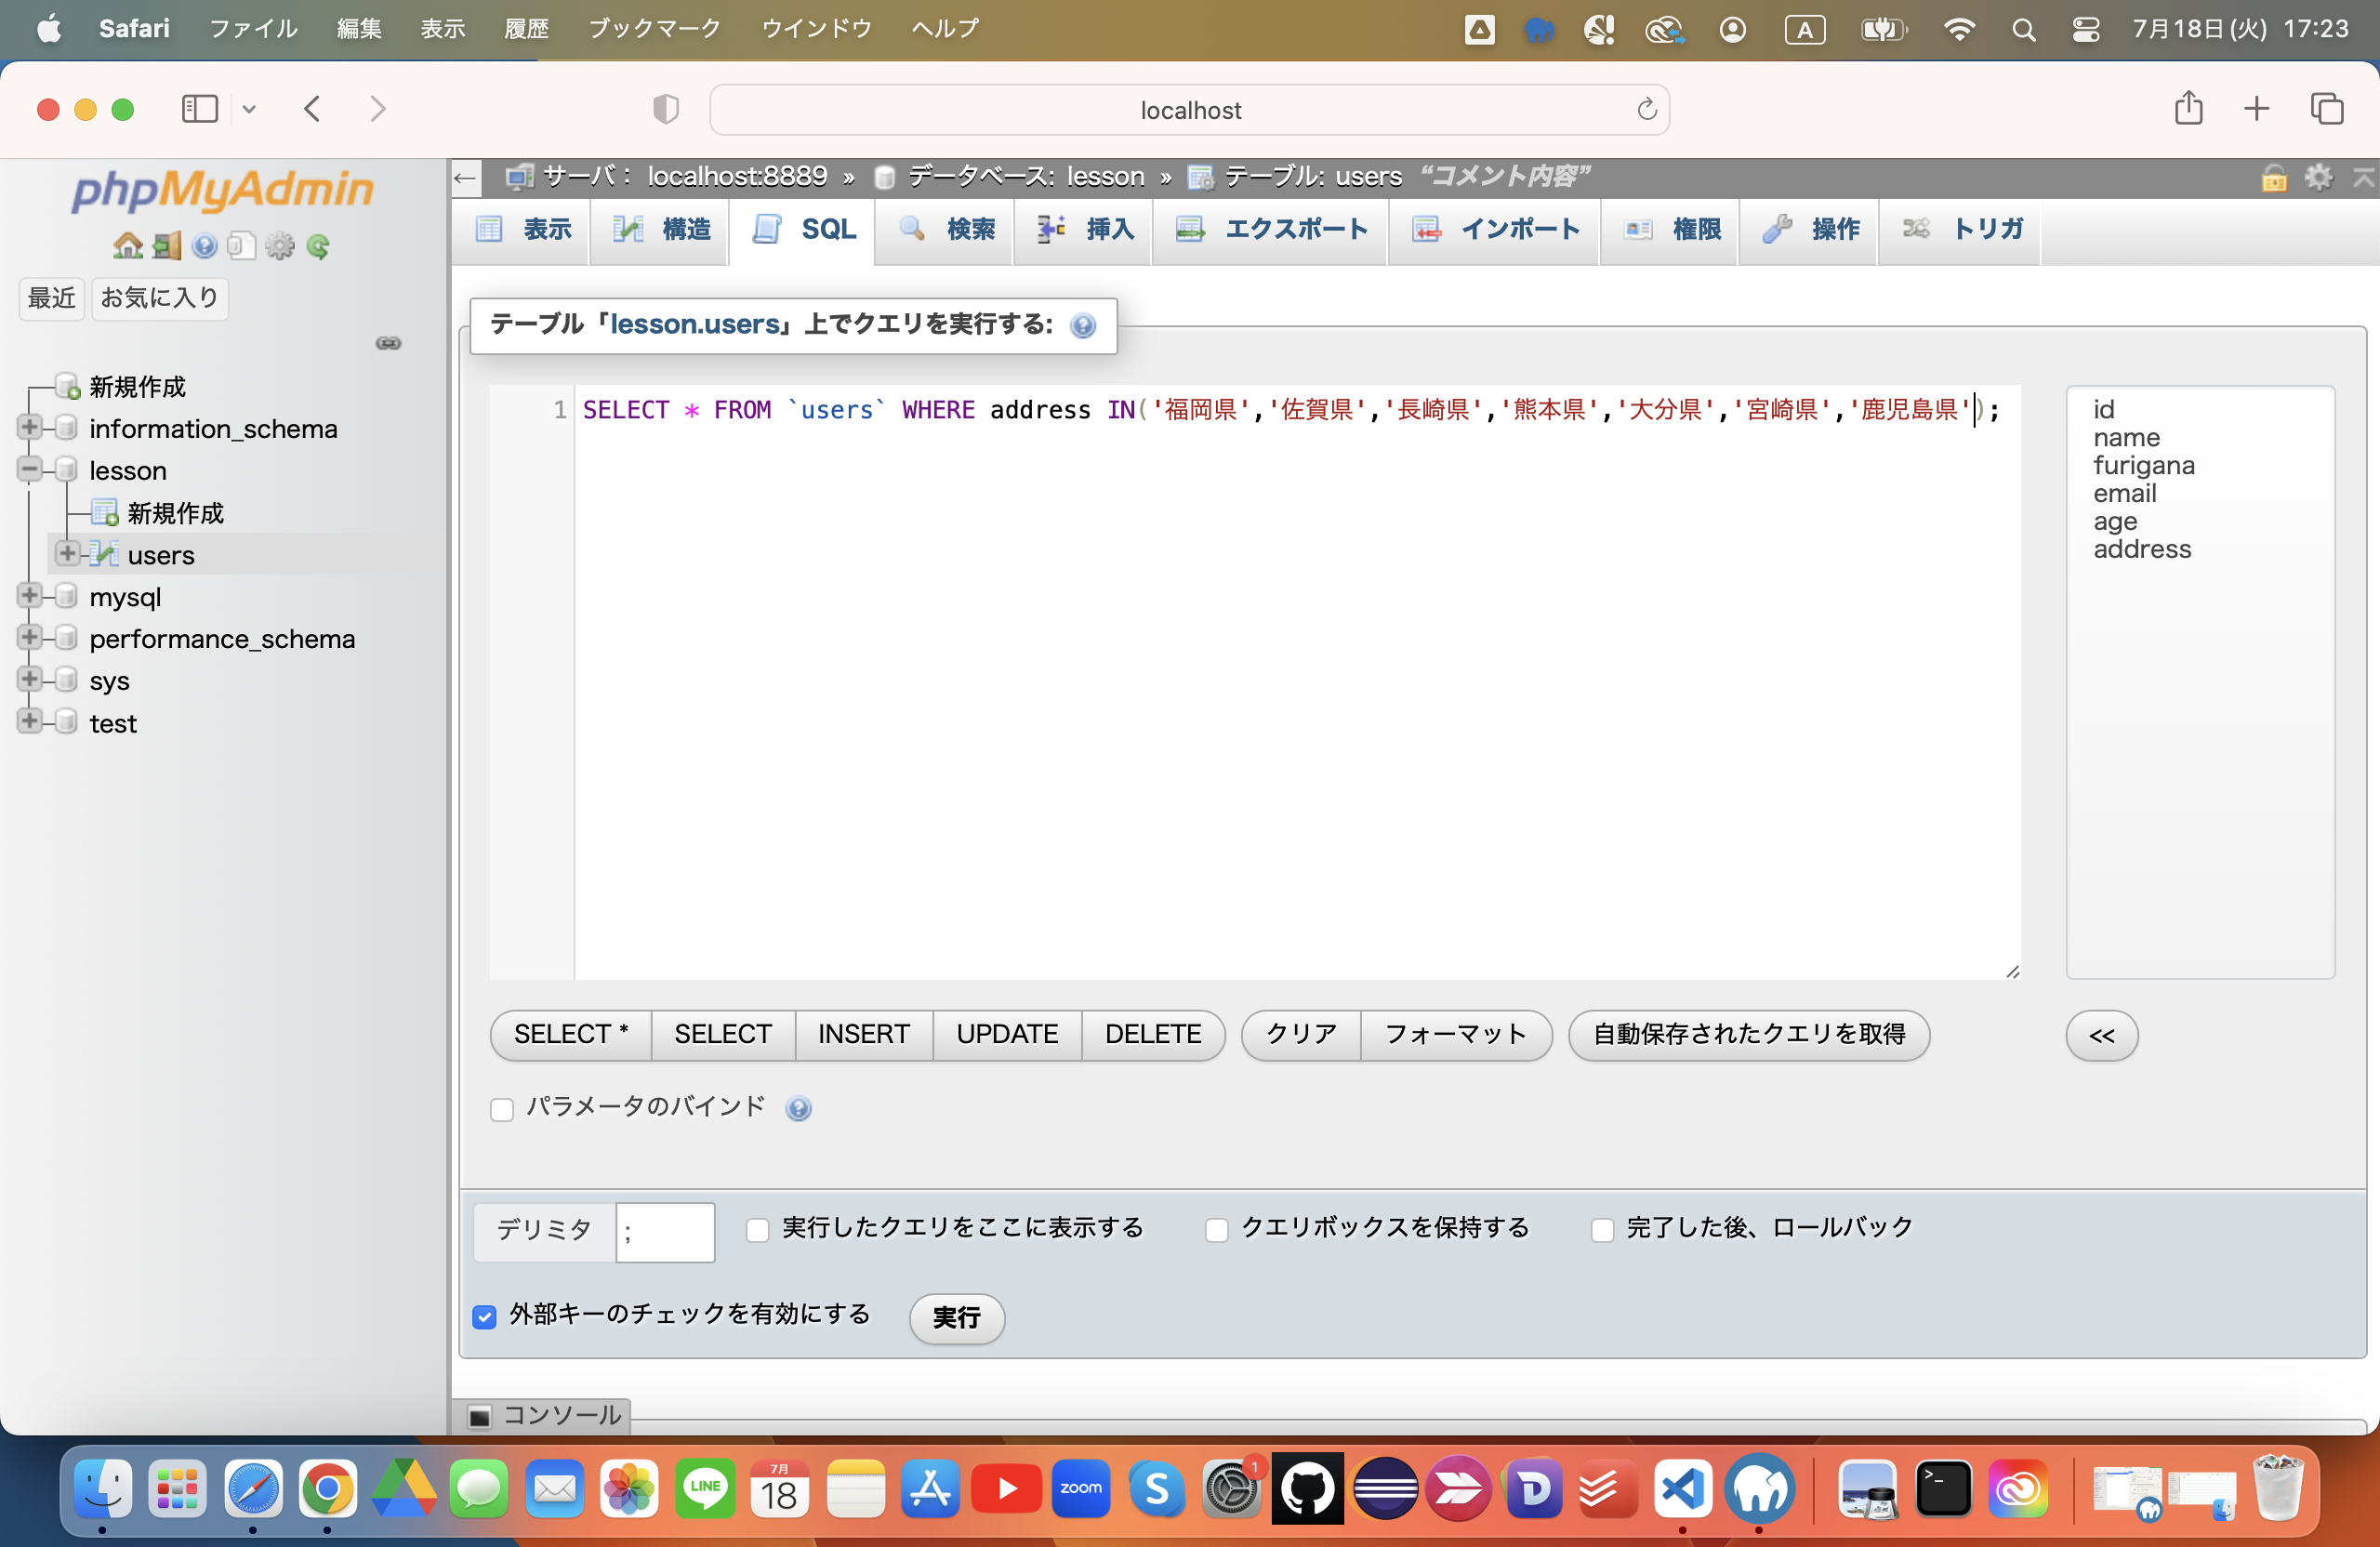 Safari ファイル 編集 表示 履歴 ブックマーク ウインドウ ヘルプ A 7月18日(火) 17:23
localhost
phpMyAdmin
最近 お気に入り
新規作成
information_schema
lesson
新規作成
users
mysql
performance_schema
sys
test
サーバ: localhost:8889 » データベース: lesson » テーブル: users “コメント内容”
表示 構造 SQL 検索 挿入 エクスポート インポート 権限 操作 トリガ
テーブル「lesson.users」上でクエリを実行する:
1 SELECT * FROM `users` WHERE address IN('福岡県','佐賀県','長崎県','熊本県','大分県','宮崎県','鹿児島県');
id
name
furigana
email
age
address
SELECT * SELECT INSERT UPDATE DELETE クリア フォーマット 自動保存されたクエリを取得 <<
パラメータのバインド
デリミタ ; 実行したクエリをここに表示する クエリボックスを保持する 完了した後、ロールバック
外部キーのチェックを有効にする 実行
コンソール
LINE 7月 18 zoom S 1 D >_